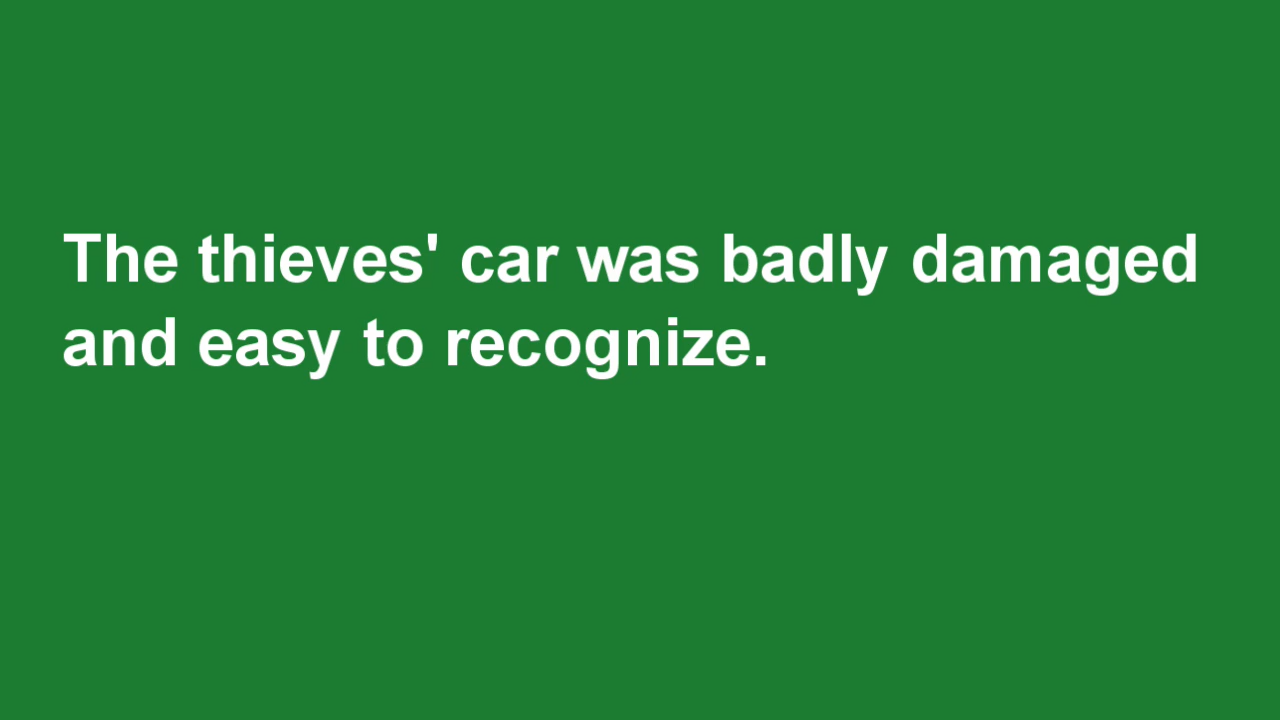 The thieves' car was badly damaged
and easy to recognize.